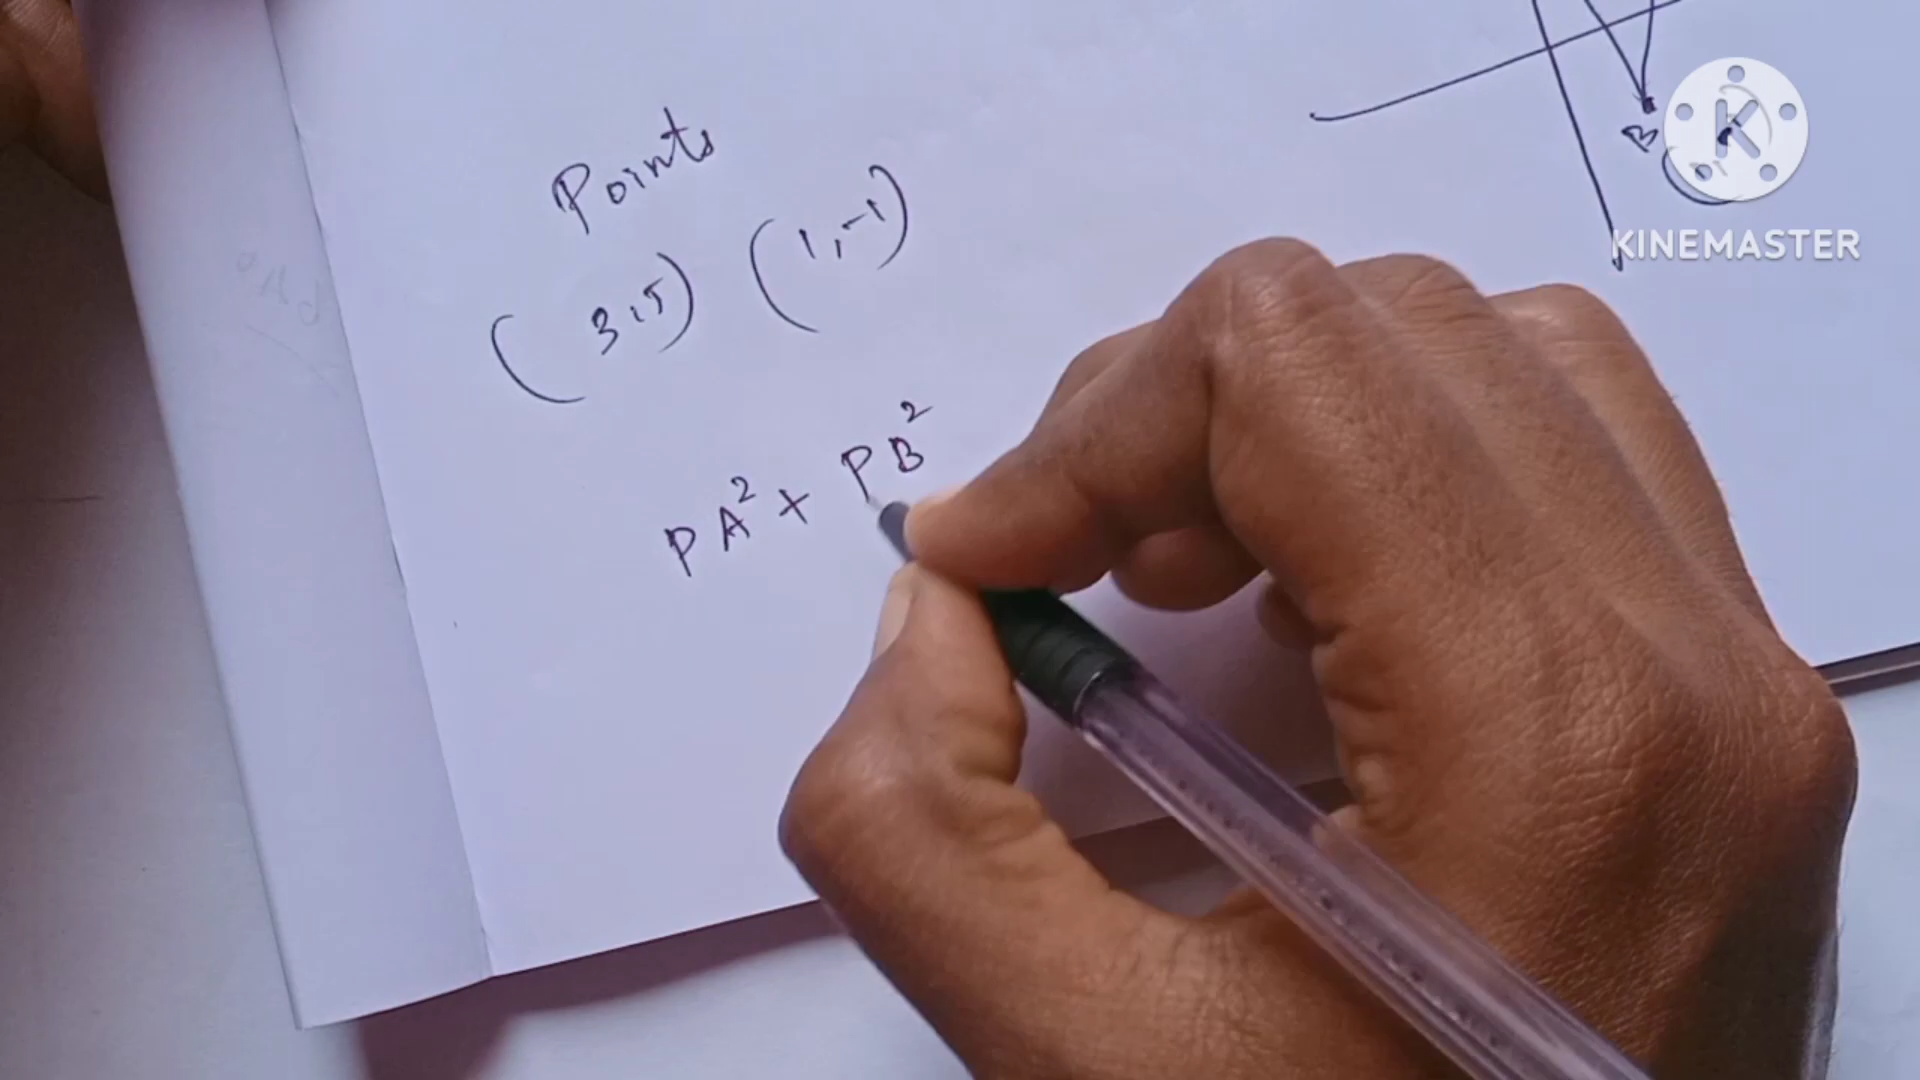 Points
(3,5) (1,-1)
PA² + PB²
B
KINEMASTER